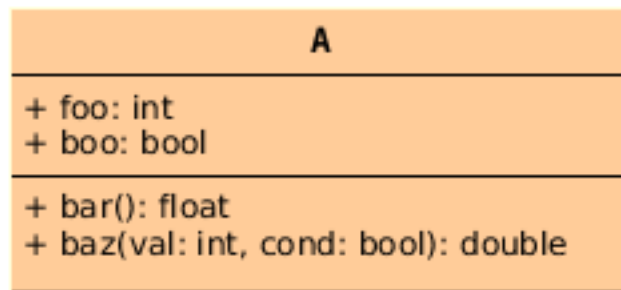 A
+ foo: int
+ boo: bool
+ bar(): float
+ baz(val: int, cond: bool): double